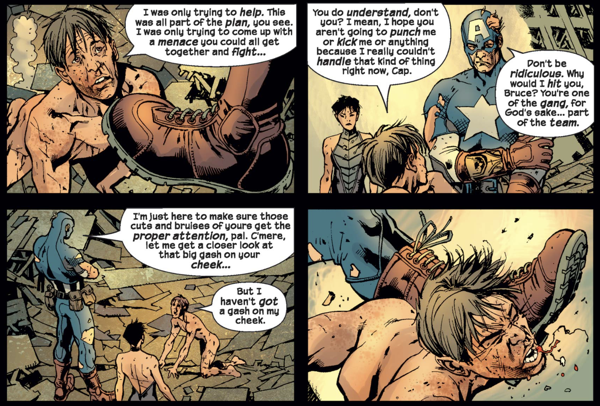 I was only trying to help. This
was all part of the plan, you see.
I was only trying to come up with
a menace you could all get
together and fight...
You do understand, don't
you? I mean, I hope you
aren't going to punch me
or kick me or anything
because I really couldn't
handle that kind of thing
right now, Cap.
A
Don't be
ridiculous. Why
would I hit you,
Bruce? You're one
of the gang, for
God's sake... part
of the team.
I'm just here to make sure those
cuts and bruises of yours get the
proper attention, pal. C'mere,
let me get a closer look at
that big gash on your
cheek...
But I
haven't got
a gash on my
cheek.